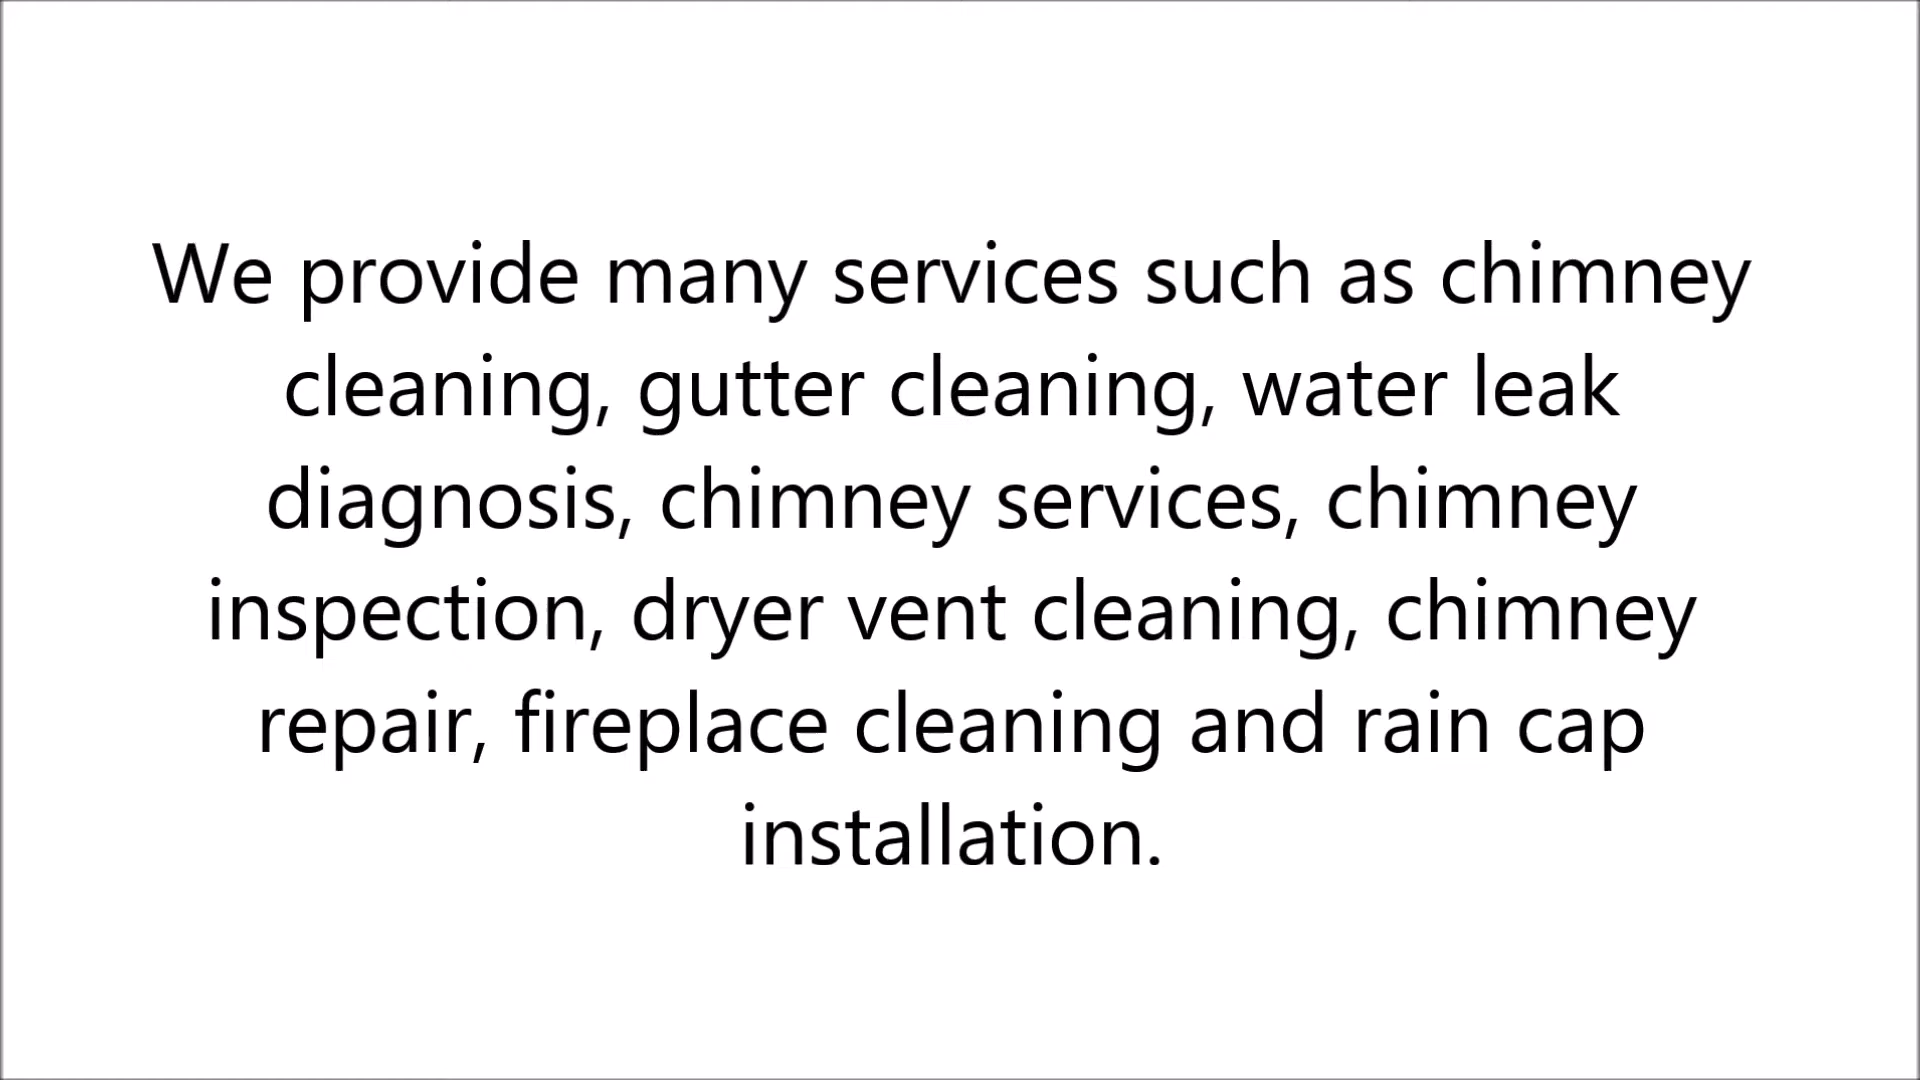 We provide many services such as chimney
cleaning, gutter cleaning, water leak
diagnosis, chimney services, chimney
inspection, dryer vent cleaning, chimney
repair, fireplace cleaning and rain cap
installation.